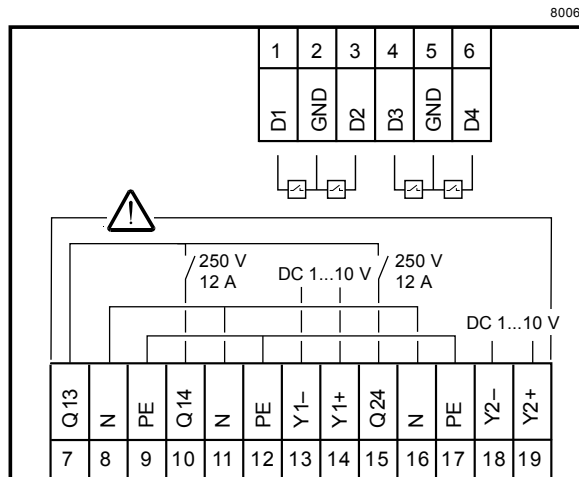 8006
1 2 3 4 5 6
D1 GND D2 D3 GND D4
250 V 250 V
12 A DC 1...10 V 12 A
DC 1...10 V
Q13 N PE Q14 N PE Y1– Y1+ Q24 N PE Y2– Y2+
7 8 9 10 11 12 13 14 15 16 17 18 19